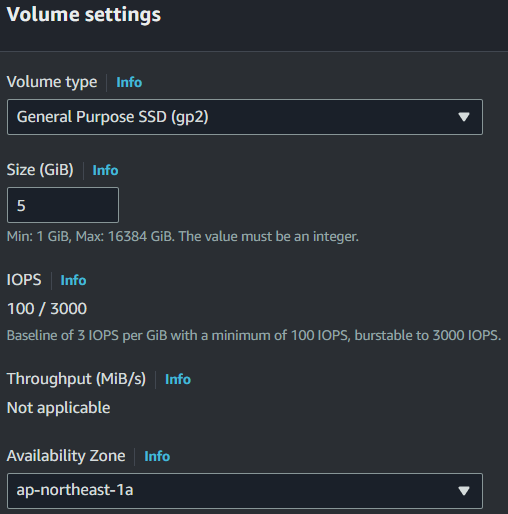 Volume settings
Volume type Info
General Purpose SSD (gp2)
Size (GiB) Info
5
Min: 1 GiB, Max: 16384 GiB. The value must be an integer.
IOPS Info
100 / 3000
Baseline of 3 IOPS per GiB with a minimum of 100 IOPS, burstable to 3000 IOPS.
Throughput (MiB/s) Info
Not applicable
Availability Zone Info
ap-northeast-1a